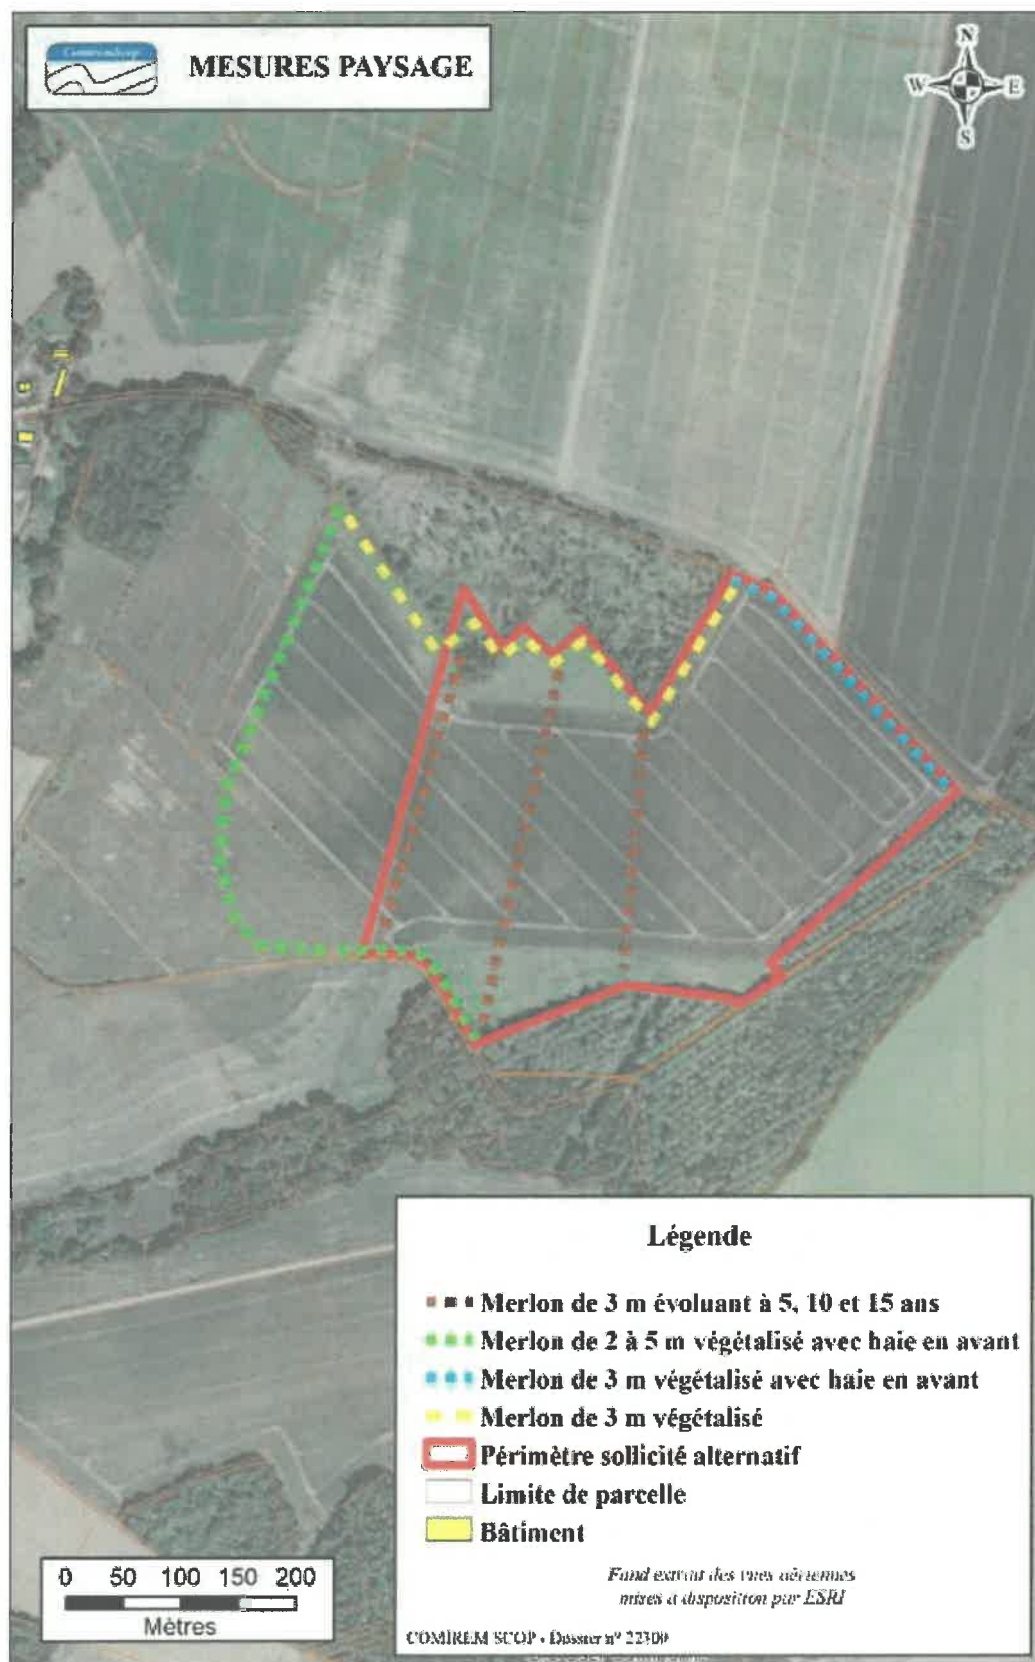 MESURES PAYSAGE
N
W E
S
Légende
Merlon de 3 m évoluant à 5, 10 et 15 ans
Merlon de 2 à 5 m végétalisé avec haie en avant
Merlon de 3 m végétalisé avec haie en avant
Merlon de 3 m végétalisé
Périmètre sollicité alternatif
Limite de parcelle
Bâtiment
Fond extrait des vues aériennes
mises à disposition par ESRI
0 50 100 150 200
Mètres
COMIREM SCOP - Dossier n° 22309